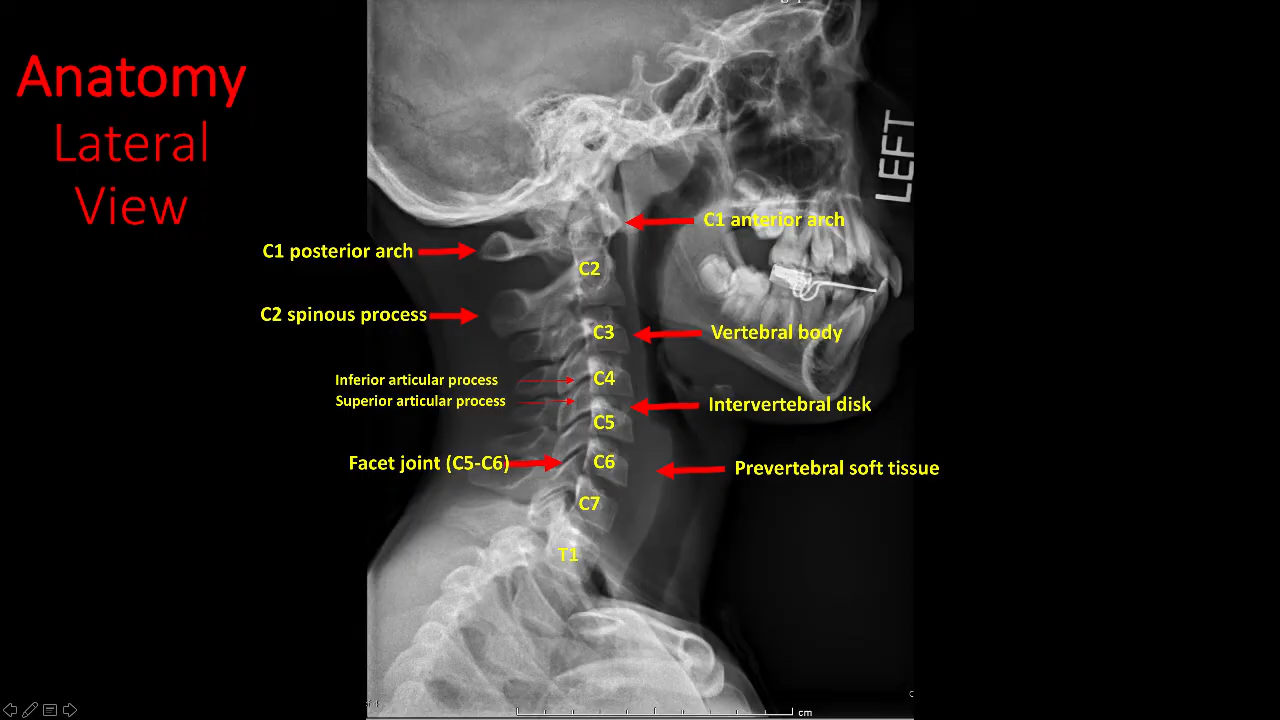 Anatomy
Lateral
View
LEFT
C1 anterior arch
C1 posterior arch
C2
C2 spinous process
C3
Vertebral body
Inferior articular process
C4
Superior articular process
Intervertebral disk
C5
Facet joint (C5-C6)
C6
Prevertebral soft tissue
C7
T1
cm